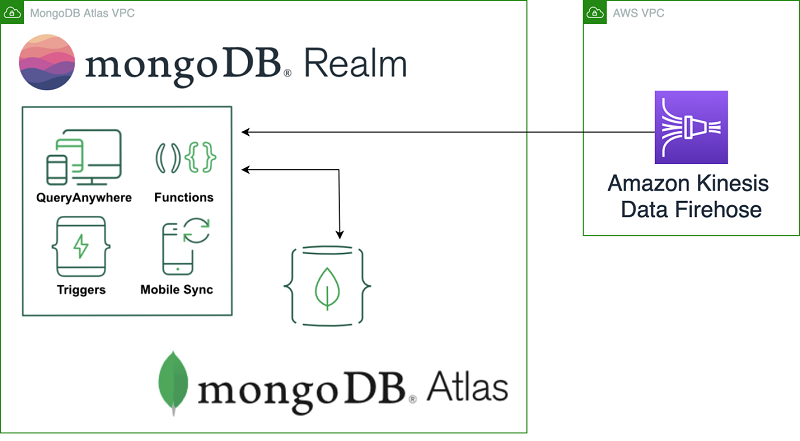 MongoDB Atlas VPC
mongoDB® Realm
QueryAnywhere
Functions
Triggers
Mobile Sync
mongoDB® Atlas
AWS VPC
Amazon Kinesis
Data Firehose